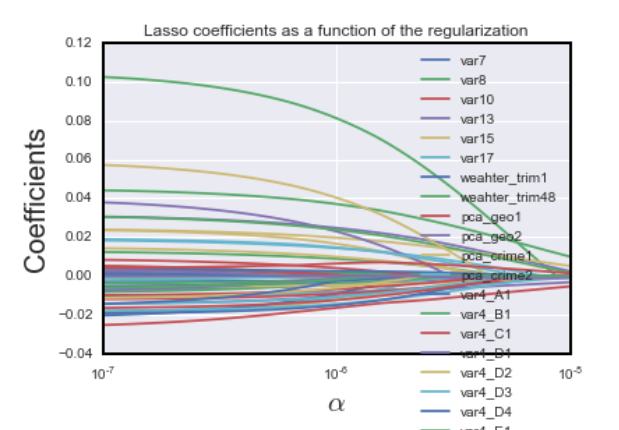 Lasso coefficients as a function of the regularization
Coefficients
0.12
0.10
0.08
0.06
0.04
0.02
0.00
−0.02
−0.04
10-7
10-6
10-5
α
var7
var8
var10
var13
var15
var17
weahter_trim1
weahter_trim48
pca_geo1
pca_geo2
pca_crime1
pca_crime2
var4_A1
var4_B1
var4_C1
var4_D1
var4_D2
var4_D3
var4_D4